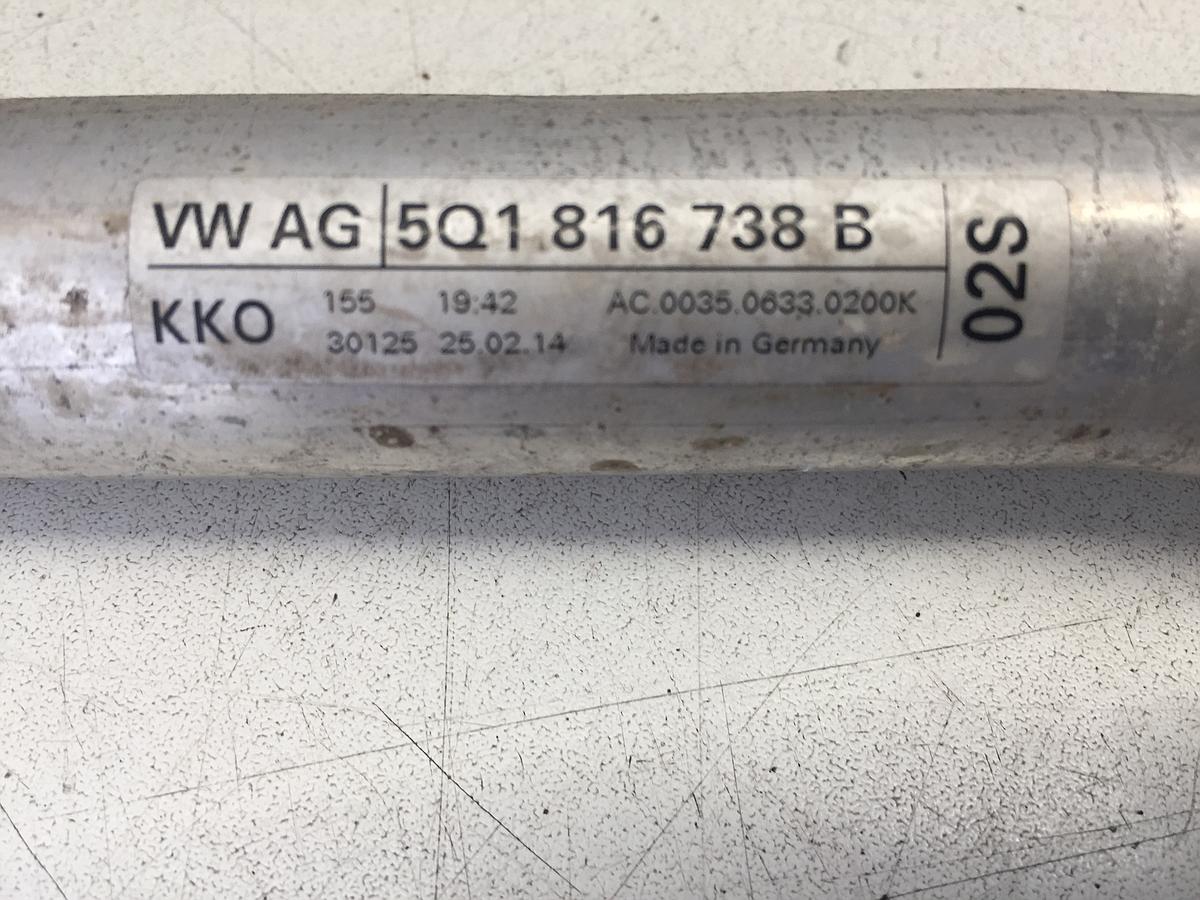 VW AG 5Q1 816 738 B
KKO 155 19:42 AC.0035.0633.0200K
30125 25.02.14 Made in Germany
02S